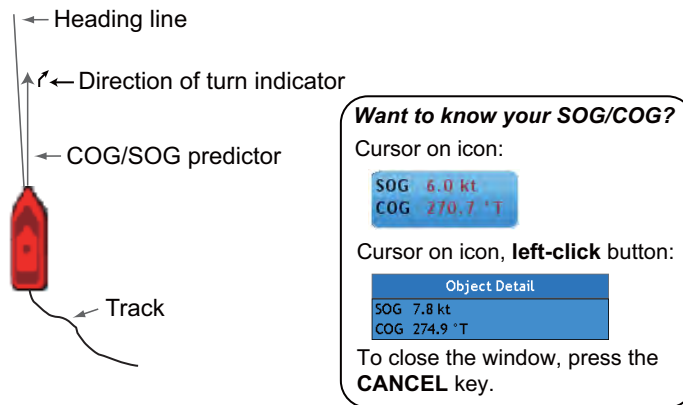 Heading line
Direction of turn indicator
COG/SOG predictor
Track
Want to know your SOG/COG?
Cursor on icon:
SOG 6.0 kt
COG 270.7 °T
Cursor on icon, left-click button:
Object Detail
SOG 7.8 kt
COG 274.9 °T
To close the window, press the
CANCEL key.